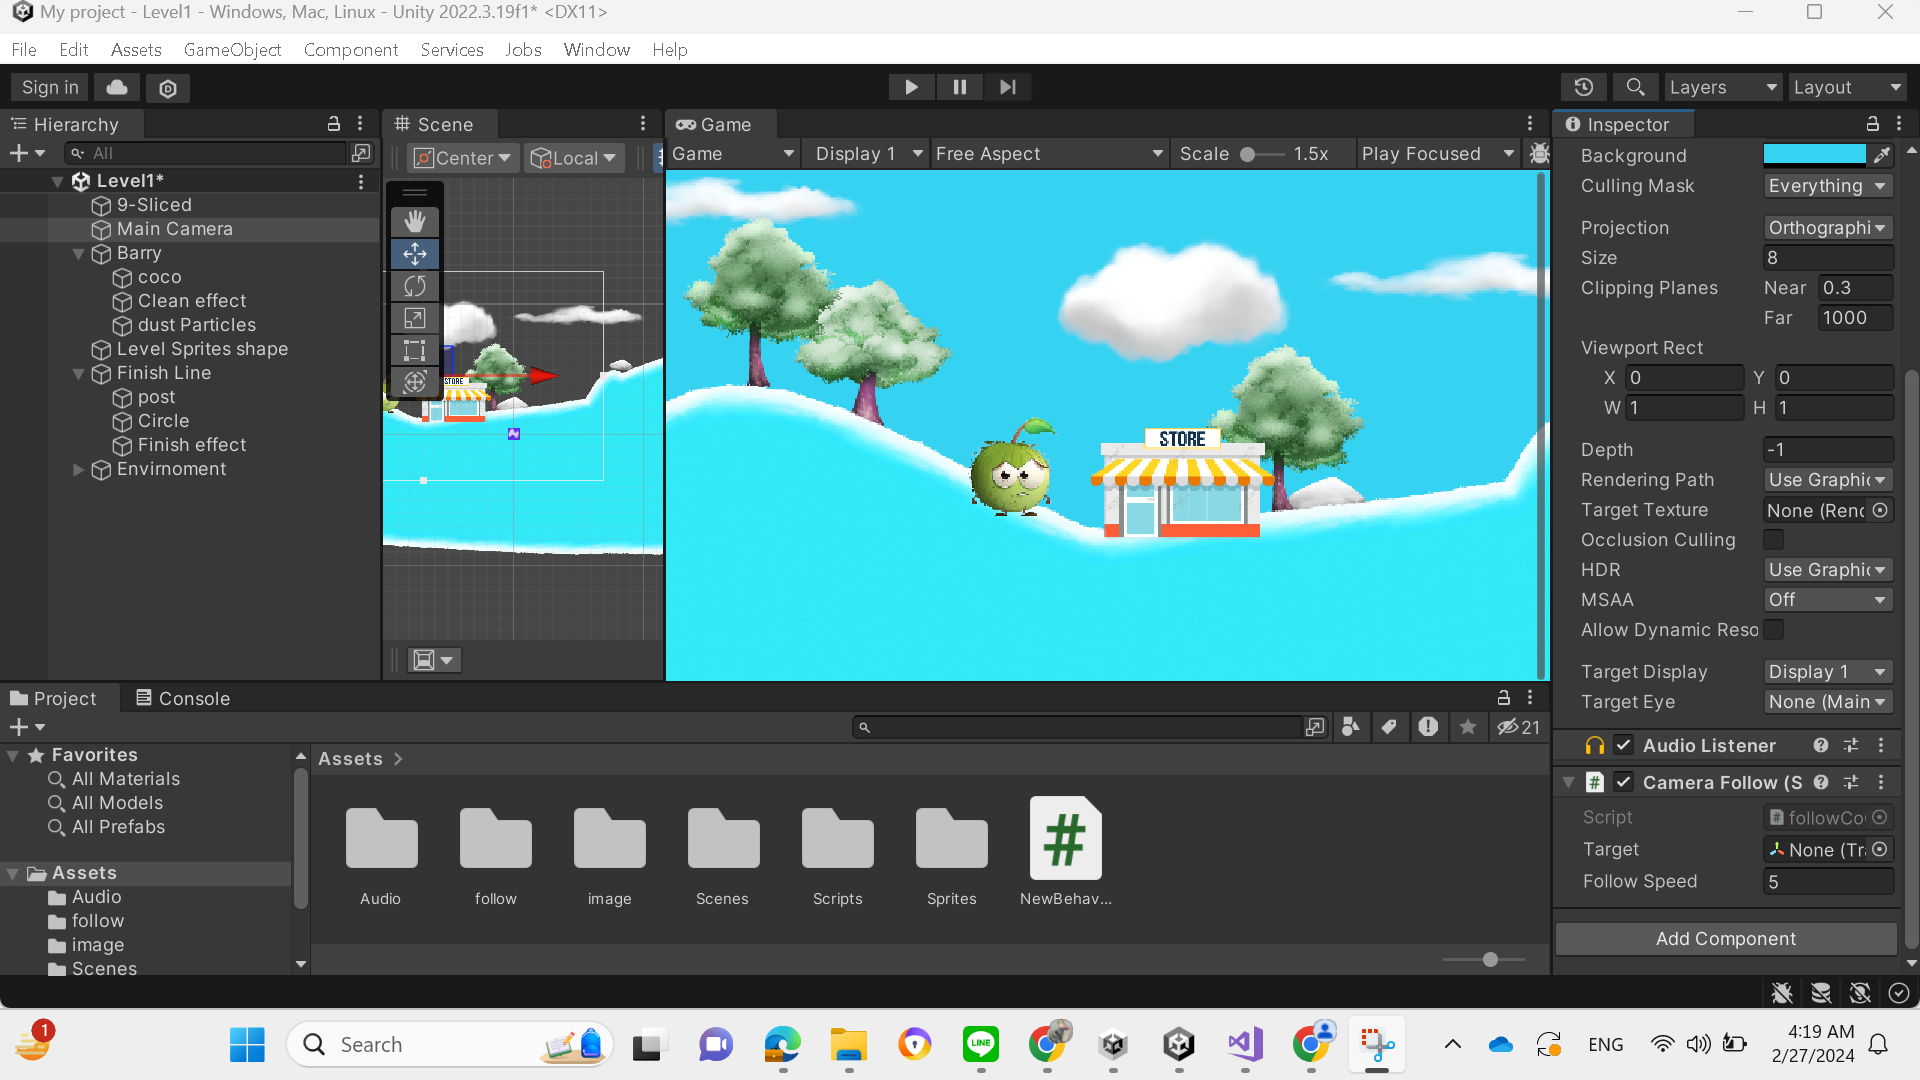 My project - Level1 - Windows, Mac, Linux - Unity 2022.3.19f1* <DX11>
File Edit Assets GameObject Component Services Jobs Window Help
Sign in
Layers
Layout
Hierarchy
All
Level1*
9-Sliced
Main Camera
Barry
coco
Clean effect
dust Particles
Level Sprites shape
Finish Line
post
Circle
Finish effect
Envirnoment
Scene
Center
Local
STORE
Game
Game
Display 1
Free Aspect
Scale
1.5x
Play Focused
STORE
Inspector
Background
Culling Mask
Everything
Projection
Orthographi
Size
8
Clipping Planes
Near
0.3
Far
1000
Viewport Rect
X 0 Y 0
W 1 H 1
Depth
-1
Rendering Path
Use Graphic
Target Texture
None (Rend
Occlusion Culling
HDR
Use Graphic
MSAA
Off
Allow Dynamic Reso
Target Display
Display 1
Target Eye
None (Main
Audio Listener
# Camera Follow (S
Script
# followCo
Target
None (Tra
Follow Speed
5
Add Component
Project
Console
21
Favorites
All Materials
All Models
All Prefabs
Assets
Audio
follow
image
Scenes
Assets >
#
Audio
follow
image
Scenes
Scripts
Sprites
NewBehav...
1
Search
LINE
ENG
4:19 AM
2/27/2024